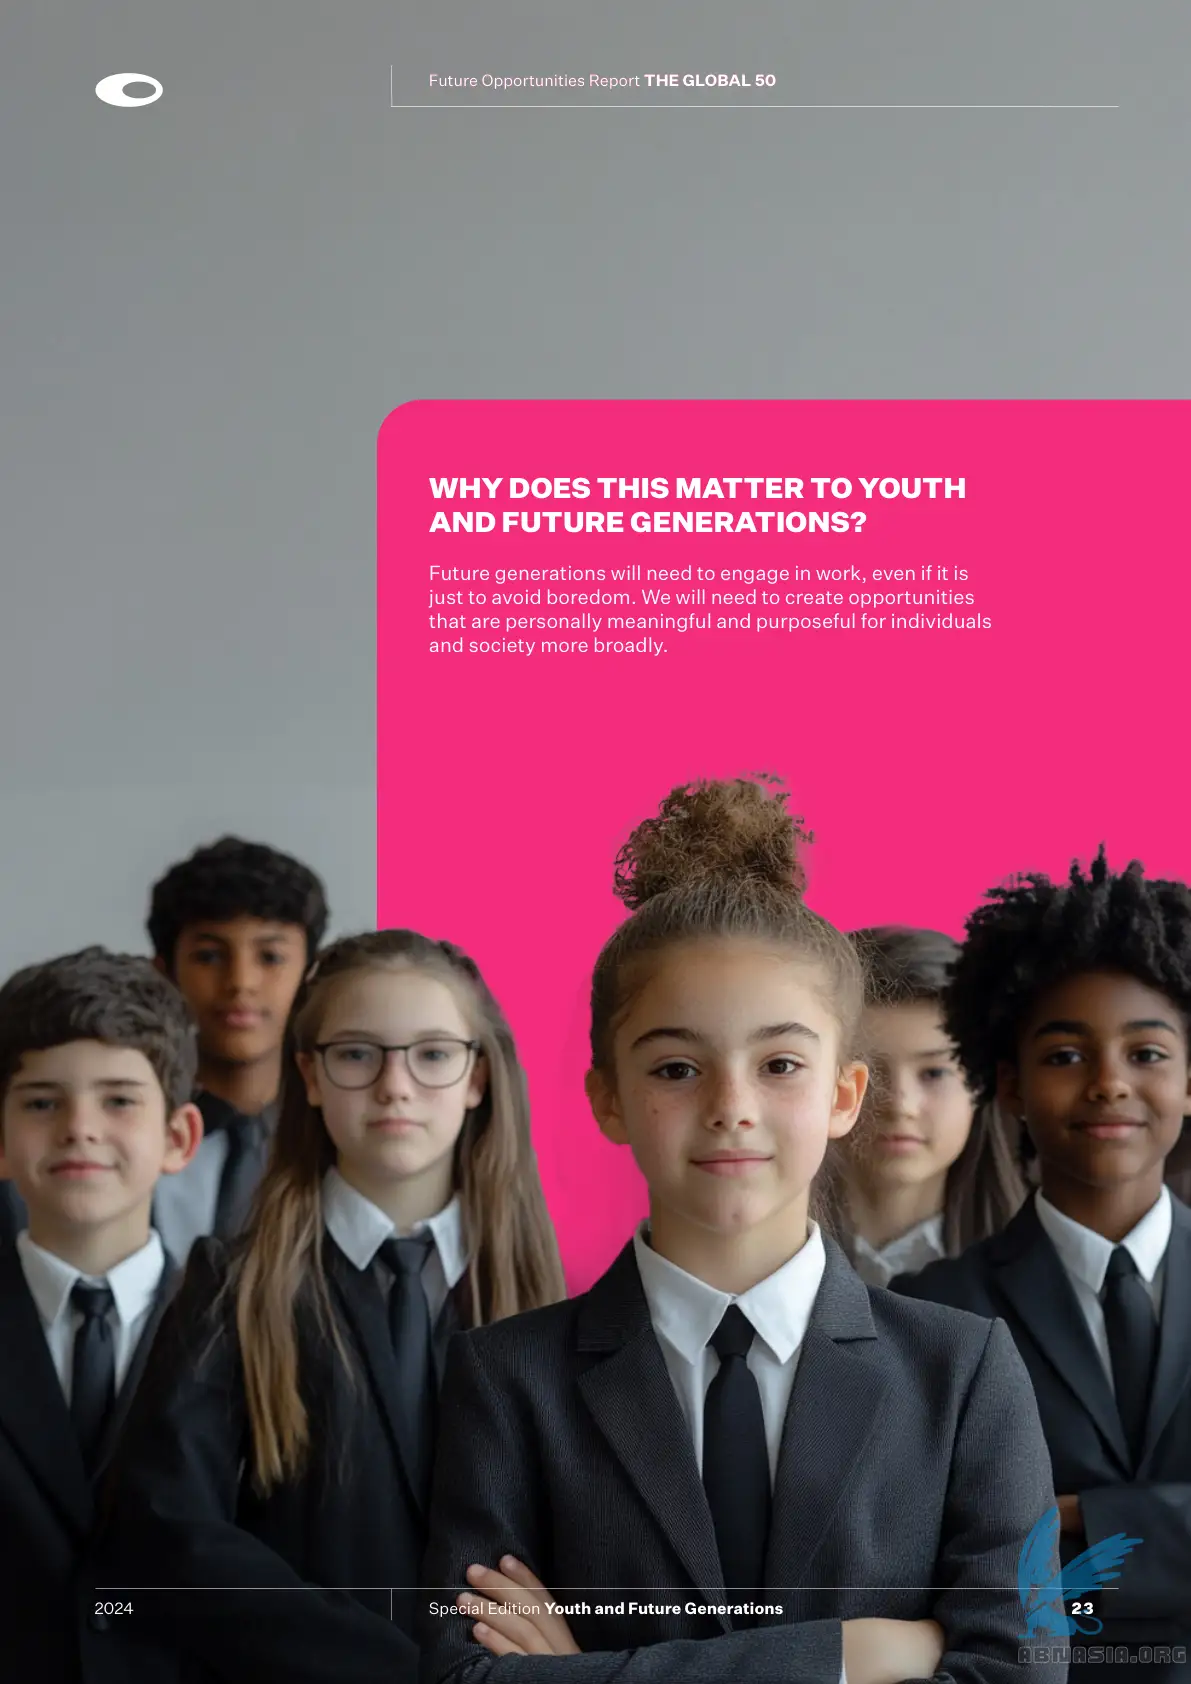 Future Opportunities Report THE GLOBAL 50
WHY DOES THIS MATTER TO YOUTH
AND FUTURE GENERATIONS?
Future generations will need to engage in work, even if it is
just to avoid boredom. We will need to create opportunities
that are personally meaningful and purposeful for individuals
and society more broadly.
2024
Special Edition Youth and Future Generations
23
ABNASIA.ORG